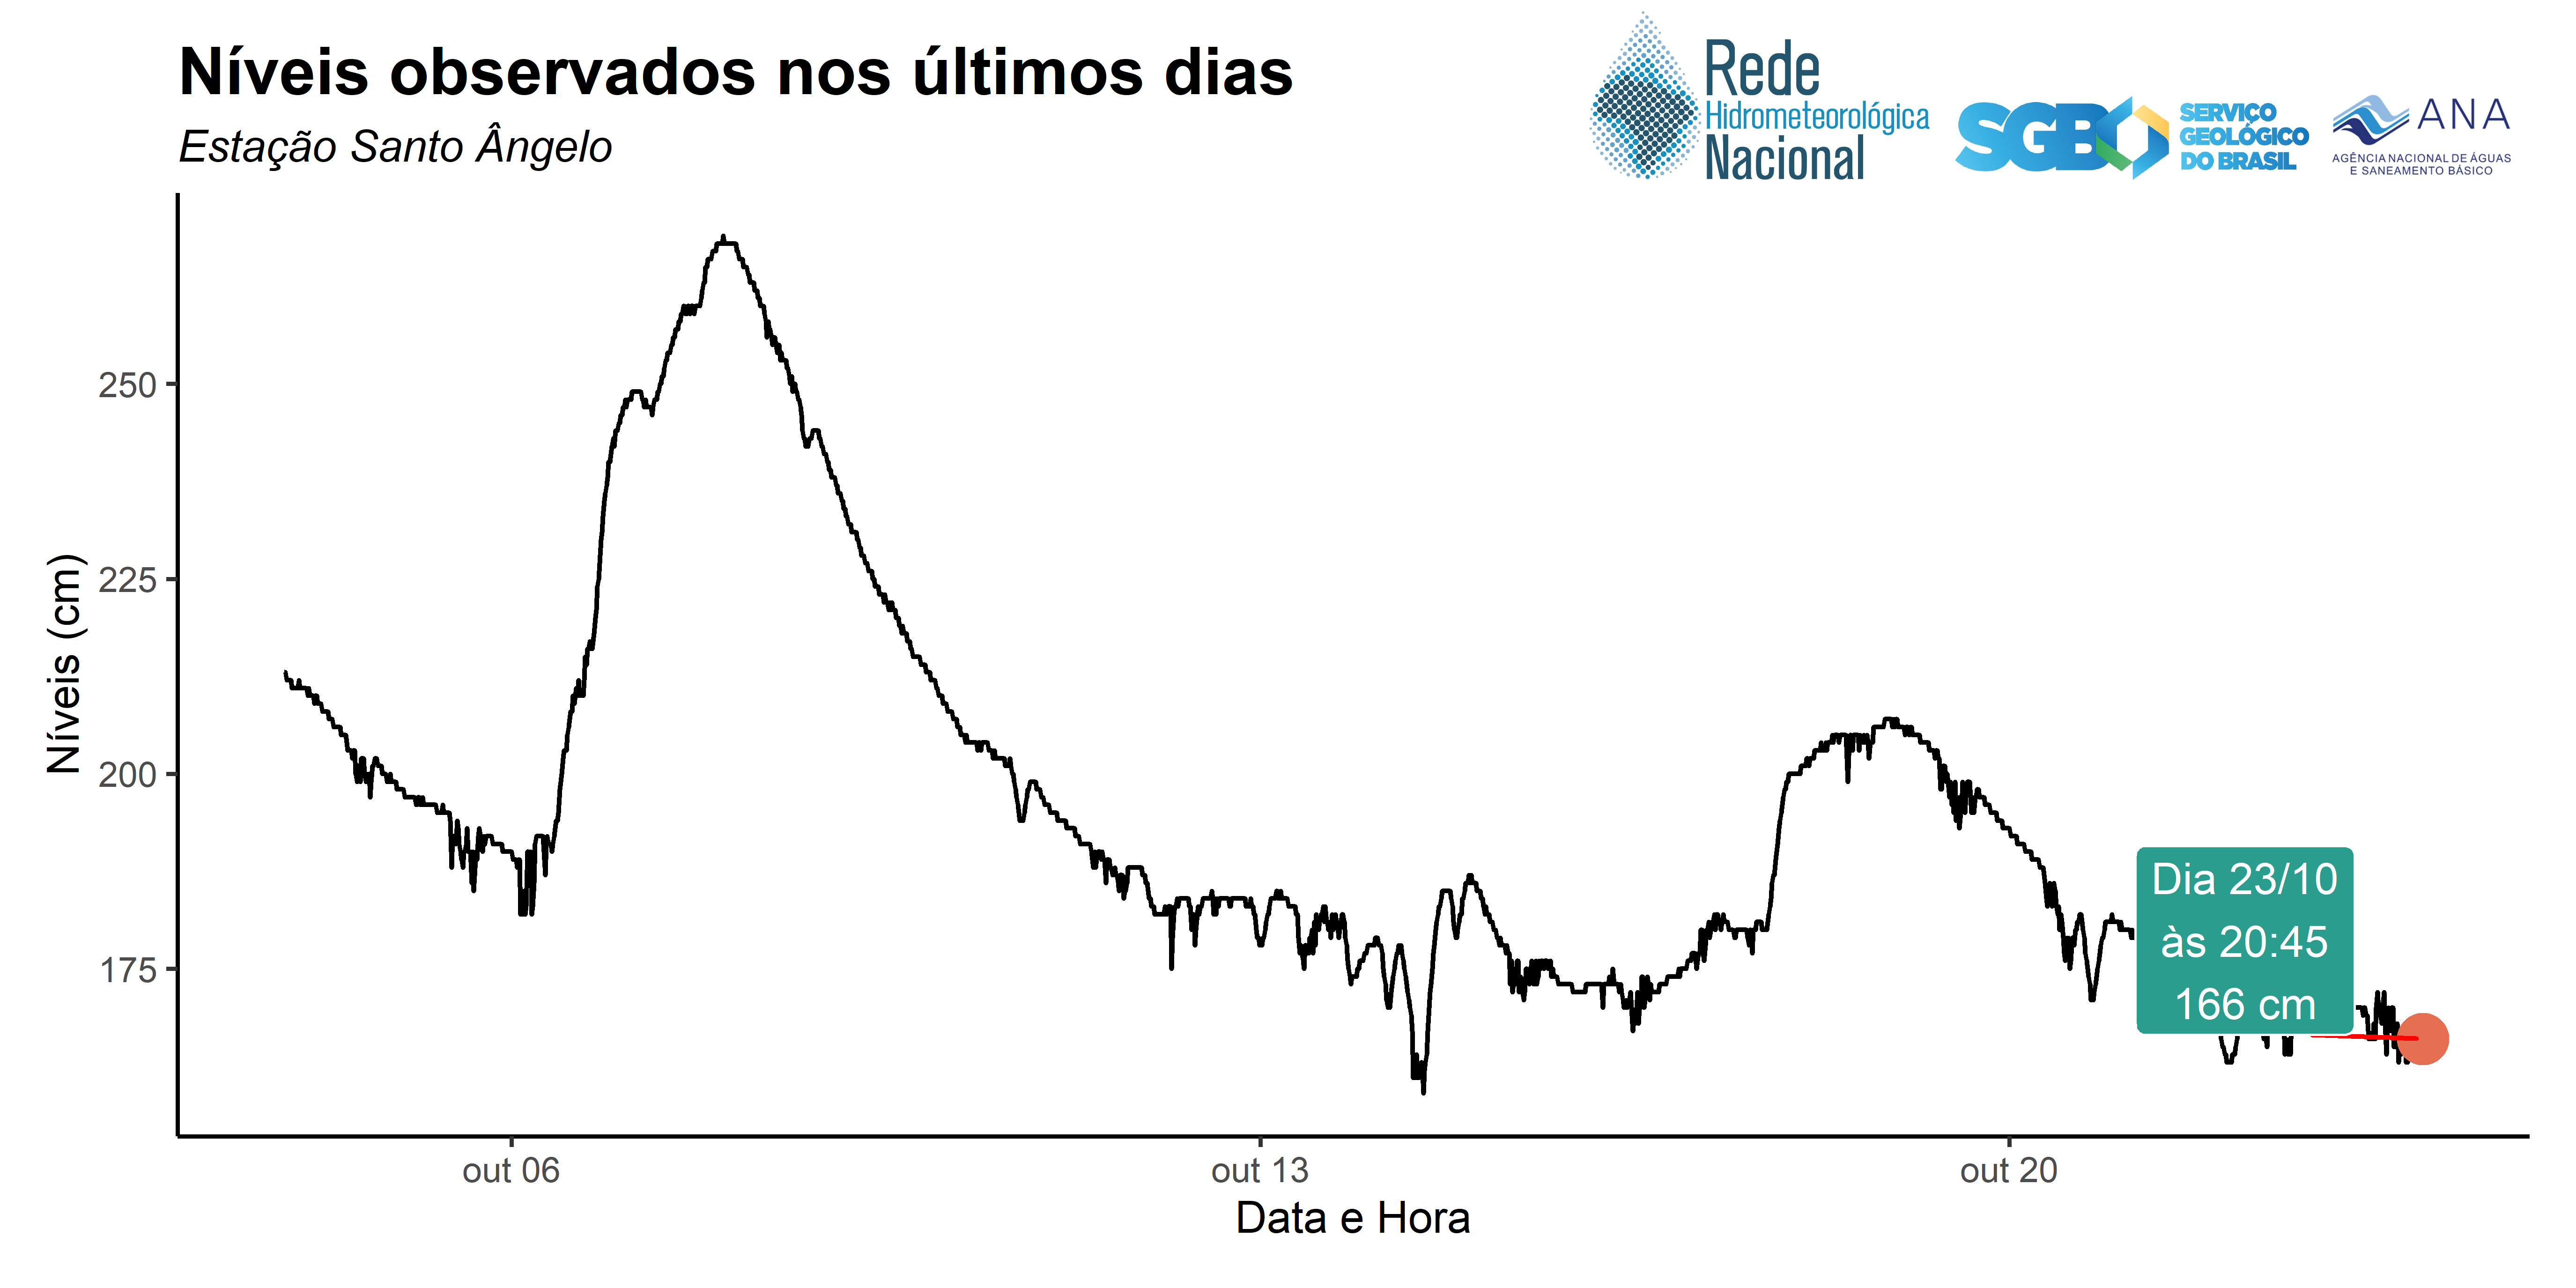 Níveis observados nos últimos dias
Estação Santo Ângelo
Rede
Hidrometeorológica
Nacional
SGB
SERVIÇO
GEOLÓGICO
DO BRASIL
ANA
AGÊNCIA NACIONAL DE ÁGUAS
E SANEAMENTO BÁSICO
Níveis (cm)
250
225
200
175
Dia 23/10
às 20:45
166 cm
out 06
out 13
out 20
Data e Hora